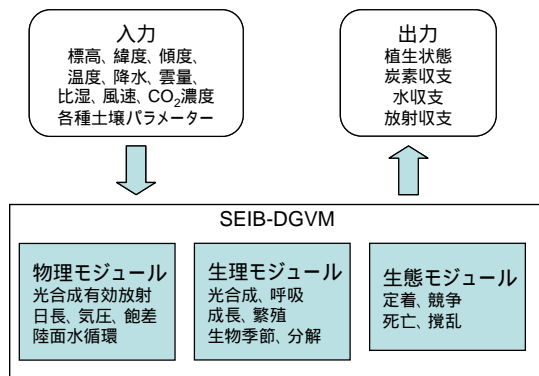 入力
標高、緯度、傾度、
温度、降水、雲量、
比湿、風速、CO2濃度
各種土壌パラメーター
出力
植生状態
炭素収支
水収支
放射収支
SEIB-DGVM
物理モジュール
光合成有効放射
日長、気圧、飽差
陸面水循環
生理モジュール
光合成、呼吸
成長、繁殖
生物季節、分解
生態モジュール
定着、競争
死亡、撹乱